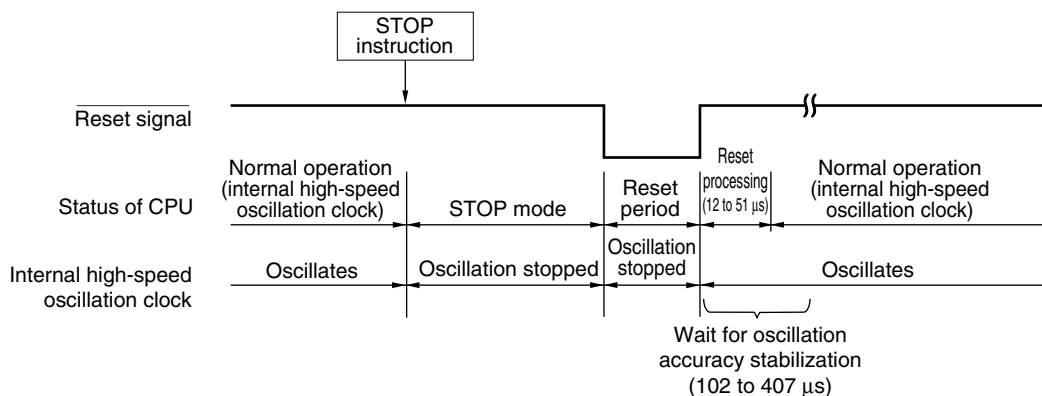 STOP
instruction
Reset signal
Status of CPU
Normal operation
(internal high-speed
oscillation clock)
STOP mode
Reset
period
Reset
processing
(12 to 51 μs)
Normal operation
(internal high-speed
oscillation clock)
Internal high-speed
oscillation clock
Oscillates
Oscillation stopped
Oscillation
stopped
Oscillates
Wait for oscillation
accuracy stabilization
(102 to 407 μs)